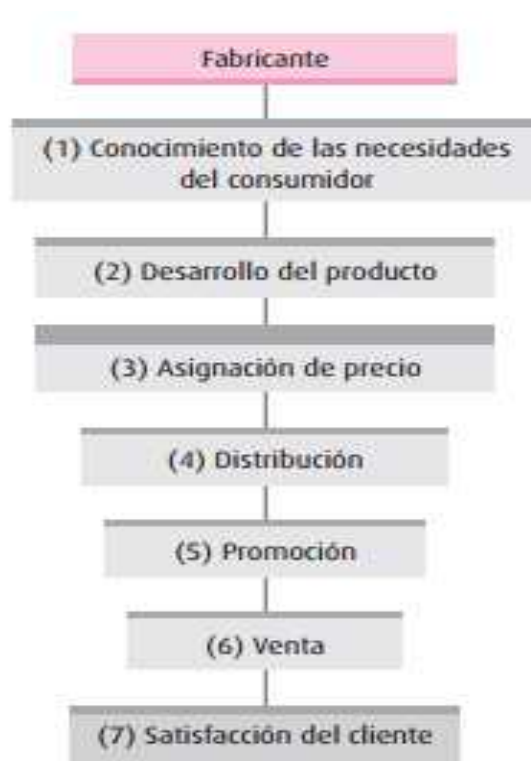 Fabricante
(1) Conocimiento de las necesidades
del consumidor
(2) Desarrollo del producto
(3) Asignación de precio
(4) Distribución
(5) Promoción
(6) Venta
(7) Satisfacción del cliente